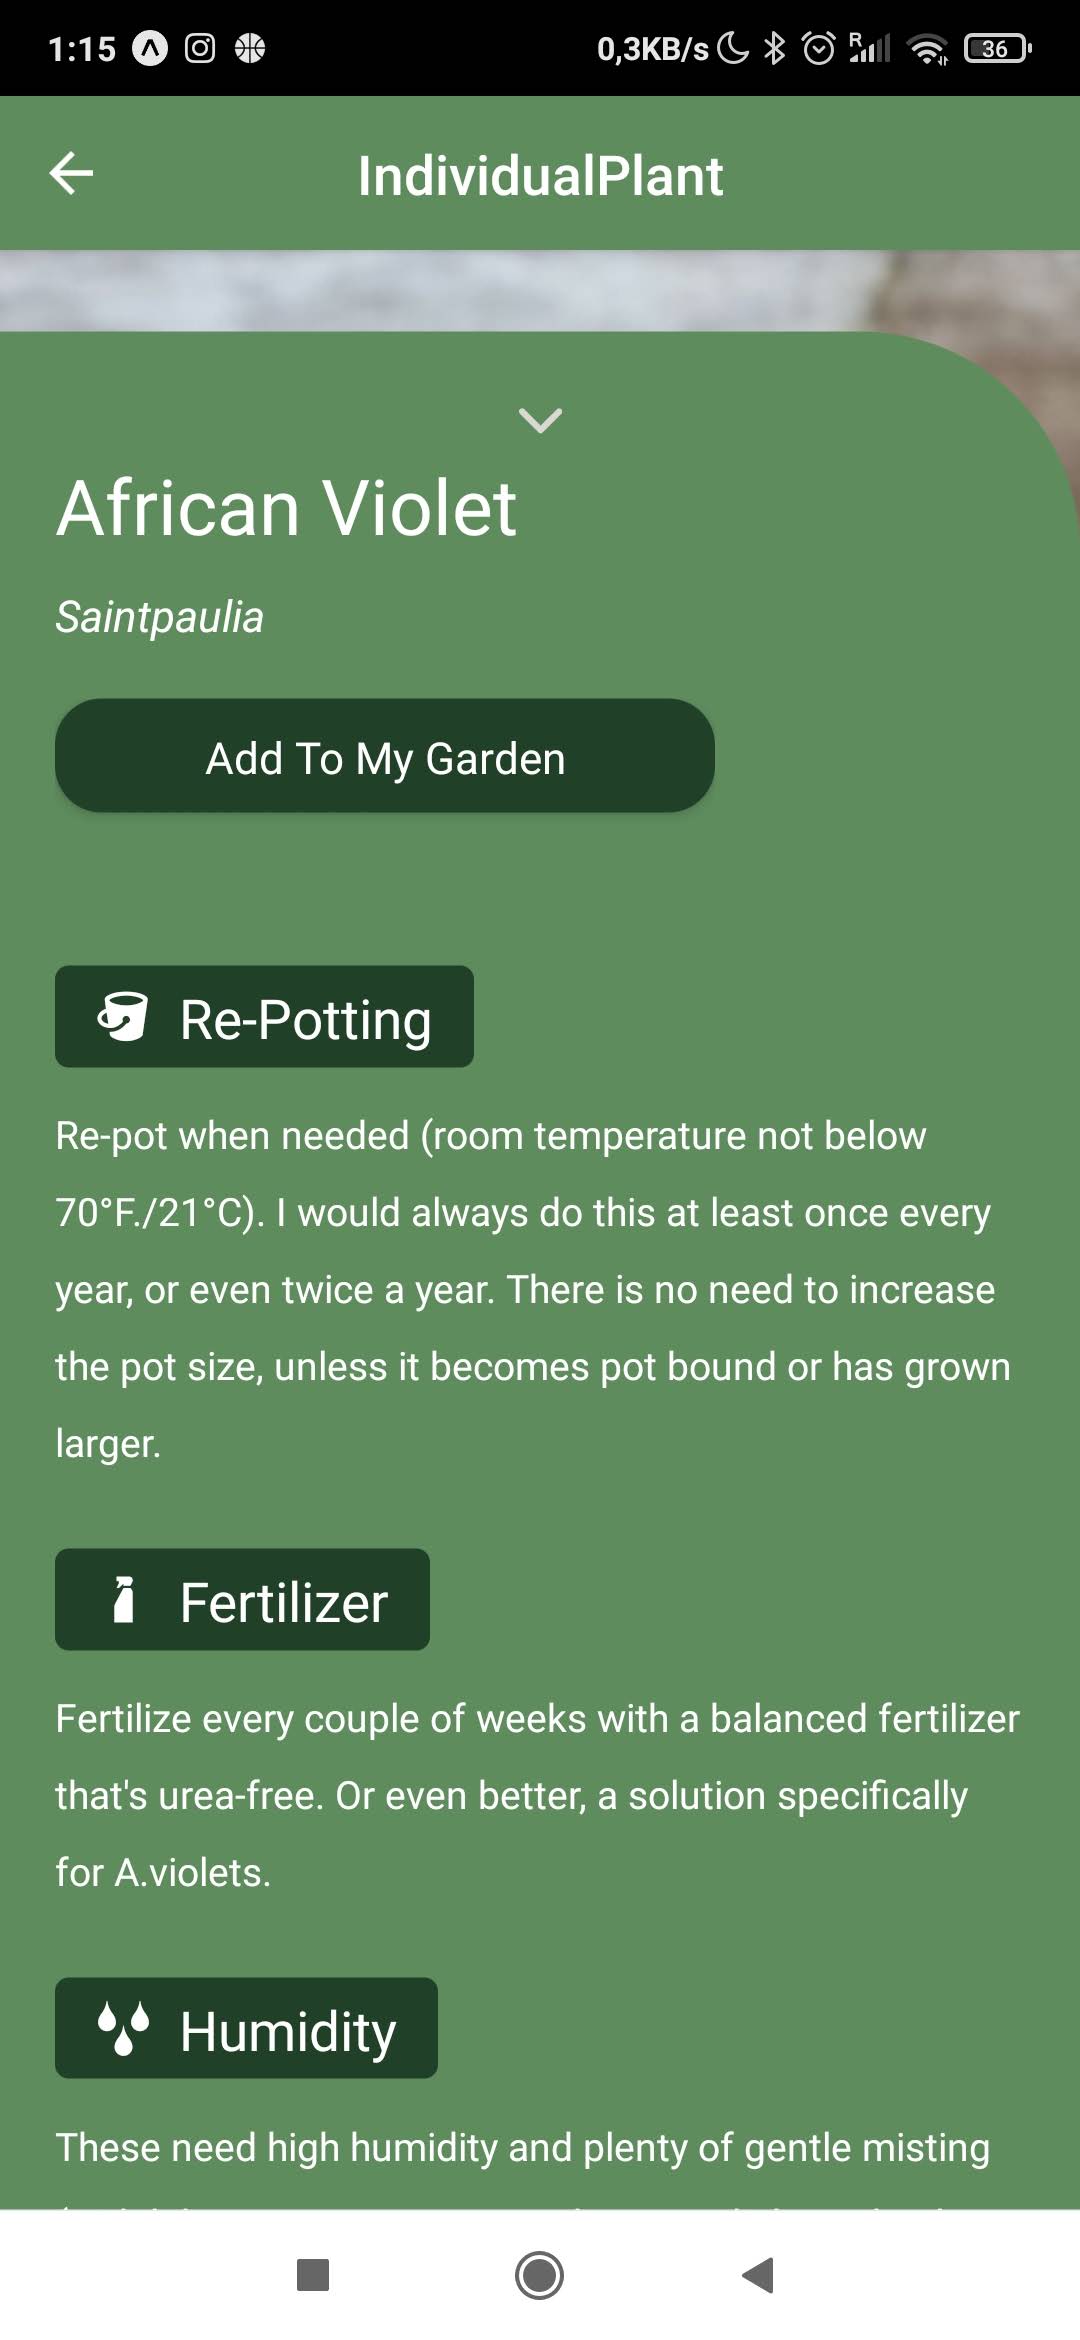 1:15 0,3KB/s R 36
IndividualPlant
African Violet
Saintpaulia
Add To My Garden
Re-Potting
Re-pot when needed (room temperature not below
70°F./21°C). I would always do this at least once every
year, or even twice a year. There is no need to increase
the pot size, unless it becomes pot bound or has grown
larger.
Fertilizer
Fertilize every couple of weeks with a balanced fertilizer
that's urea-free. Or even better, a solution specifically
for A.violets.
Humidity
These need high humidity and plenty of gentle misting